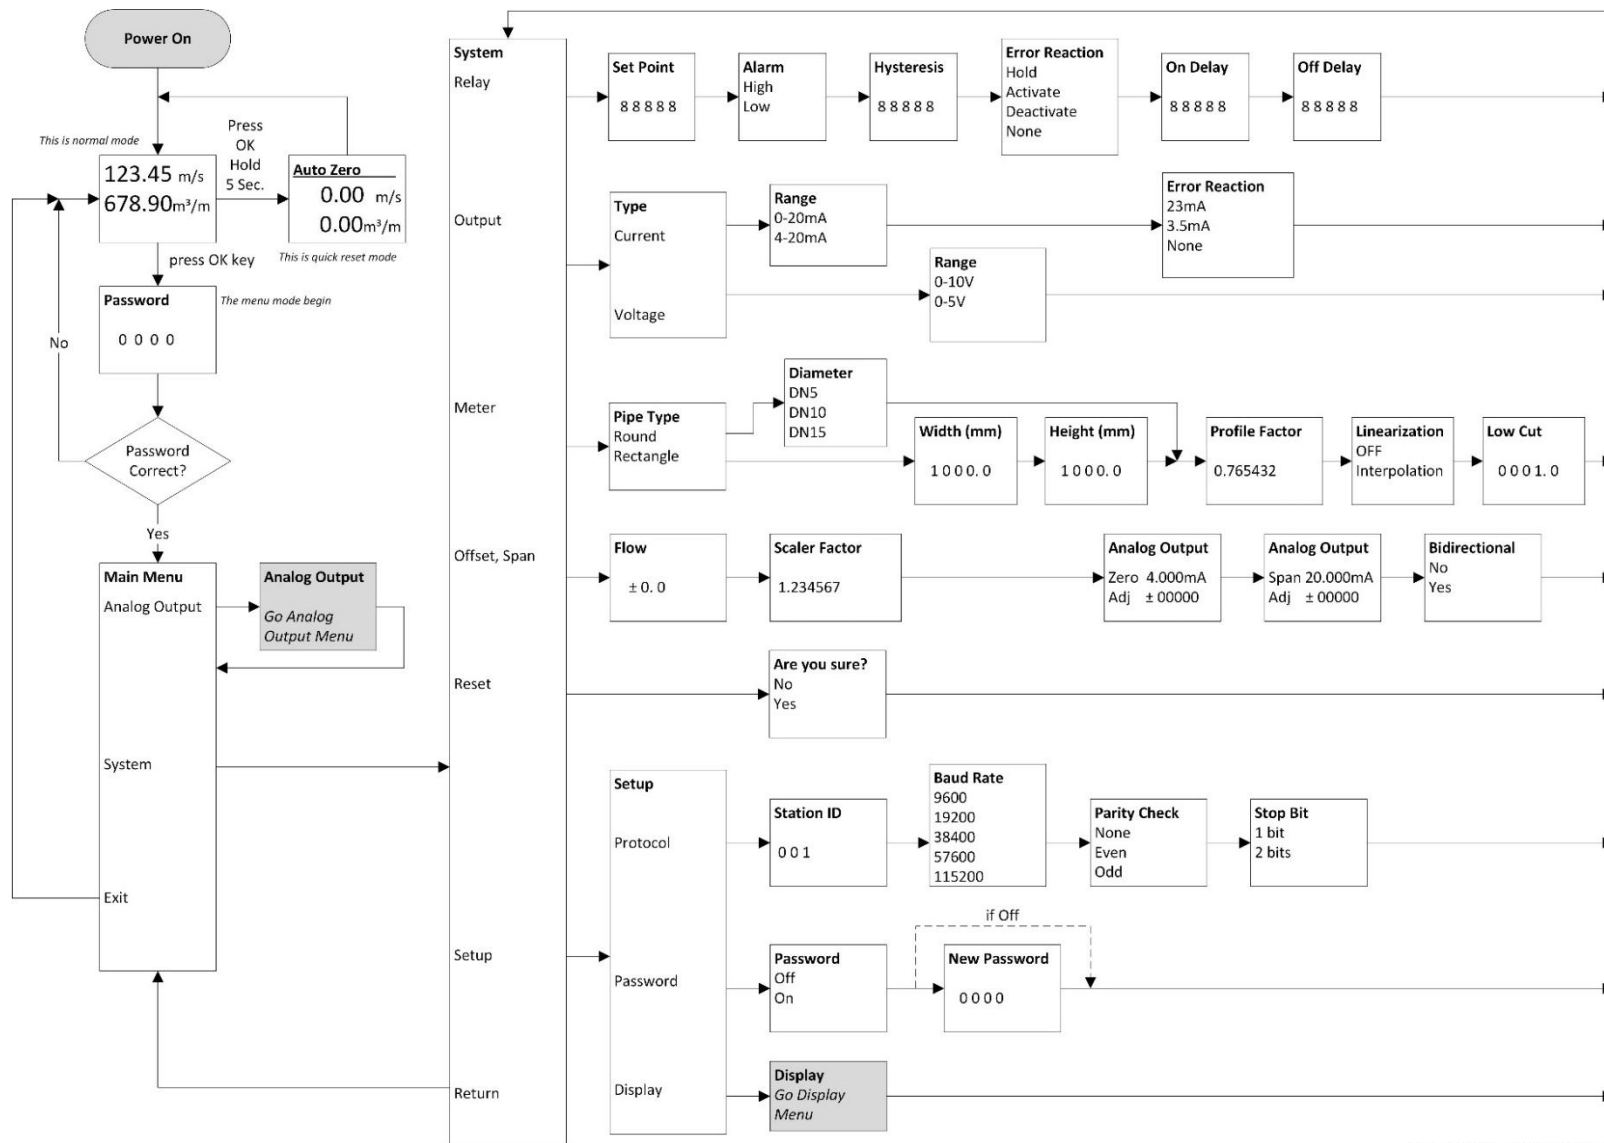 Power On
This is normal mode
123.45 m/s
678.90m³/m
Press
OK
Hold
5 Sec.
Auto Zero
0.00 m/s
0.00m³/m
This is quick reset mode
press OK key
Password
0 0 0 0
The menu mode begin
No
Password
Correct?
Yes
Main Menu
Analog Output
System
Exit
Analog Output
Go Analog
Output Menu
System
Relay
Output
Meter
Offset, Span
Reset
Setup
Return
Set Point
8 8 8 8 8
Alarm
High
Low
Hysteresis
8 8 8 8 8
Error Reaction
Hold
Activate
Deactivate
None
On Delay
8 8 8 8 8
Off Delay
8 8 8 8 8
Type
Current
Voltage
Range
0-20mA
4-20mA
Error Reaction
23mA
3.5mA
None
Range
0-10V
0-5V
Pipe Type
Round
Rectangle
Diameter
DN5
DN10
DN15
Width (mm)
1 0 0 0. 0
Height (mm)
1 0 0 0. 0
Profile Factor
0.765432
Linearization
OFF
Interpolation
Low Cut
0 0 0 1. 0
Flow
± 0. 0
Scaler Factor
1.234567
Analog Output
Zero 4.000mA
Adj ± 00000
Analog Output
Span 20.000mA
Adj ± 00000
Bidirectional
No
Yes
Are you sure?
No
Yes
Setup
Protocol
Password
Display
Station ID
0 0 1
Baud Rate
9600
19200
38400
57600
115200
Parity Check
None
Even
Odd
Stop Bit
1 bit
2 bits
Password
Off
On
if Off
New Password
0 0 0 0
Display
Go Display
Menu